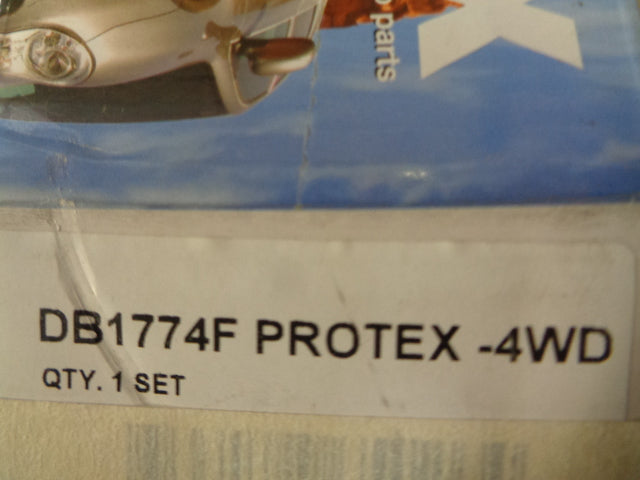 parts
DB1774F PROTEX -4WD
QTY. 1 SET